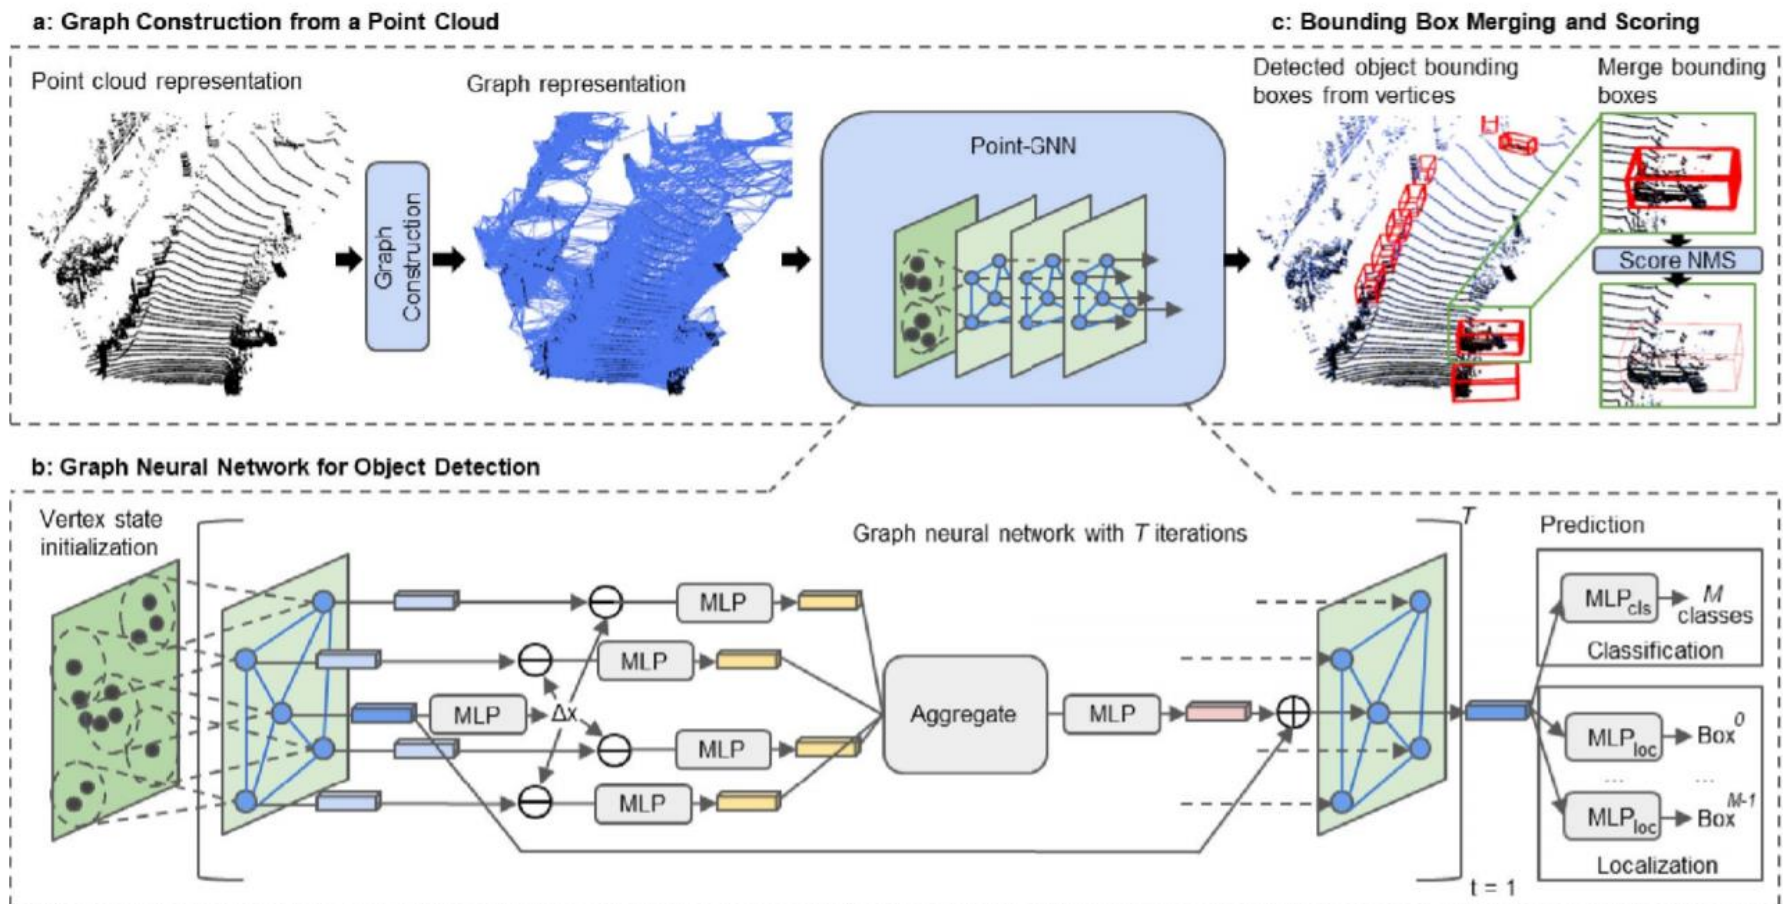 a: Graph Construction from a Point Cloud
c: Bounding Box Merging and Scoring
Point cloud representation
Graph representation
Detected object bounding
boxes from vertices
Merge bounding
boxes
Graph
Construction
Point-GNN
Score NMS
b: Graph Neural Network for Object Detection
Vertex state
initialization
Graph neural network with T iterations
T
Prediction
MLP
MLP
MLP
Δx
MLP
MLP
Aggregate
MLP
MLPcls
M
classes
Classification
MLPloc
Box0
...
...
MLPloc
BoxM-1
Localization
t = 1